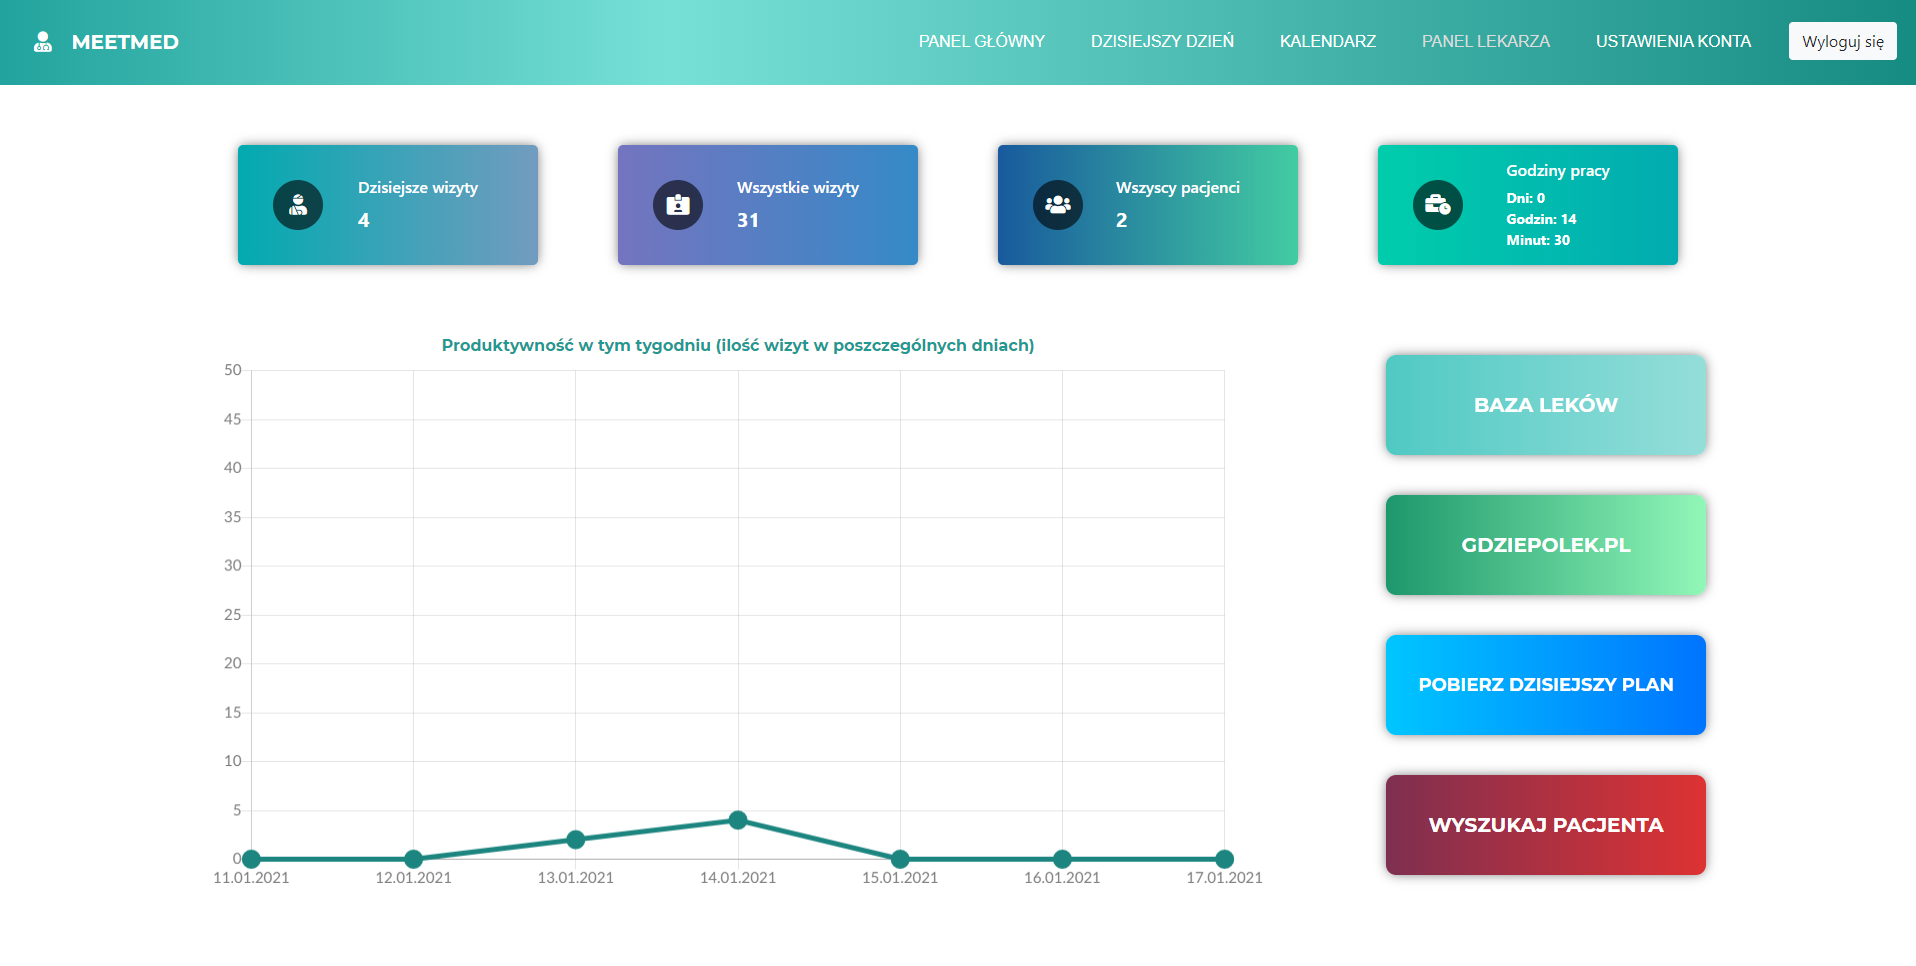 MEETMED
PANEL GŁÓWNY
DZISIEJSZY DZIEŃ
KALENDARZ
PANEL LEKARZA
USTAWIENIA KONTA
Wyloguj się
Dzisiejsze wizyty
4
Wszystkie wizyty
31
Wszyscy pacjenci
2
Godziny pracy
Dni: 0
Godzin: 14
Minut: 30
Produktywność w tym tygodniu (ilość wizyt w poszczególnych dniach)
50
45
40
35
30
25
20
15
10
5
0
11.01.2021
12.01.2021
13.01.2021
14.01.2021
15.01.2021
16.01.2021
17.01.2021
BAZA LEKÓW
GDZIEPOLEK.PL
POBIERZ DZISIEJSZY PLAN
WYSZUKAJ PACJENTA